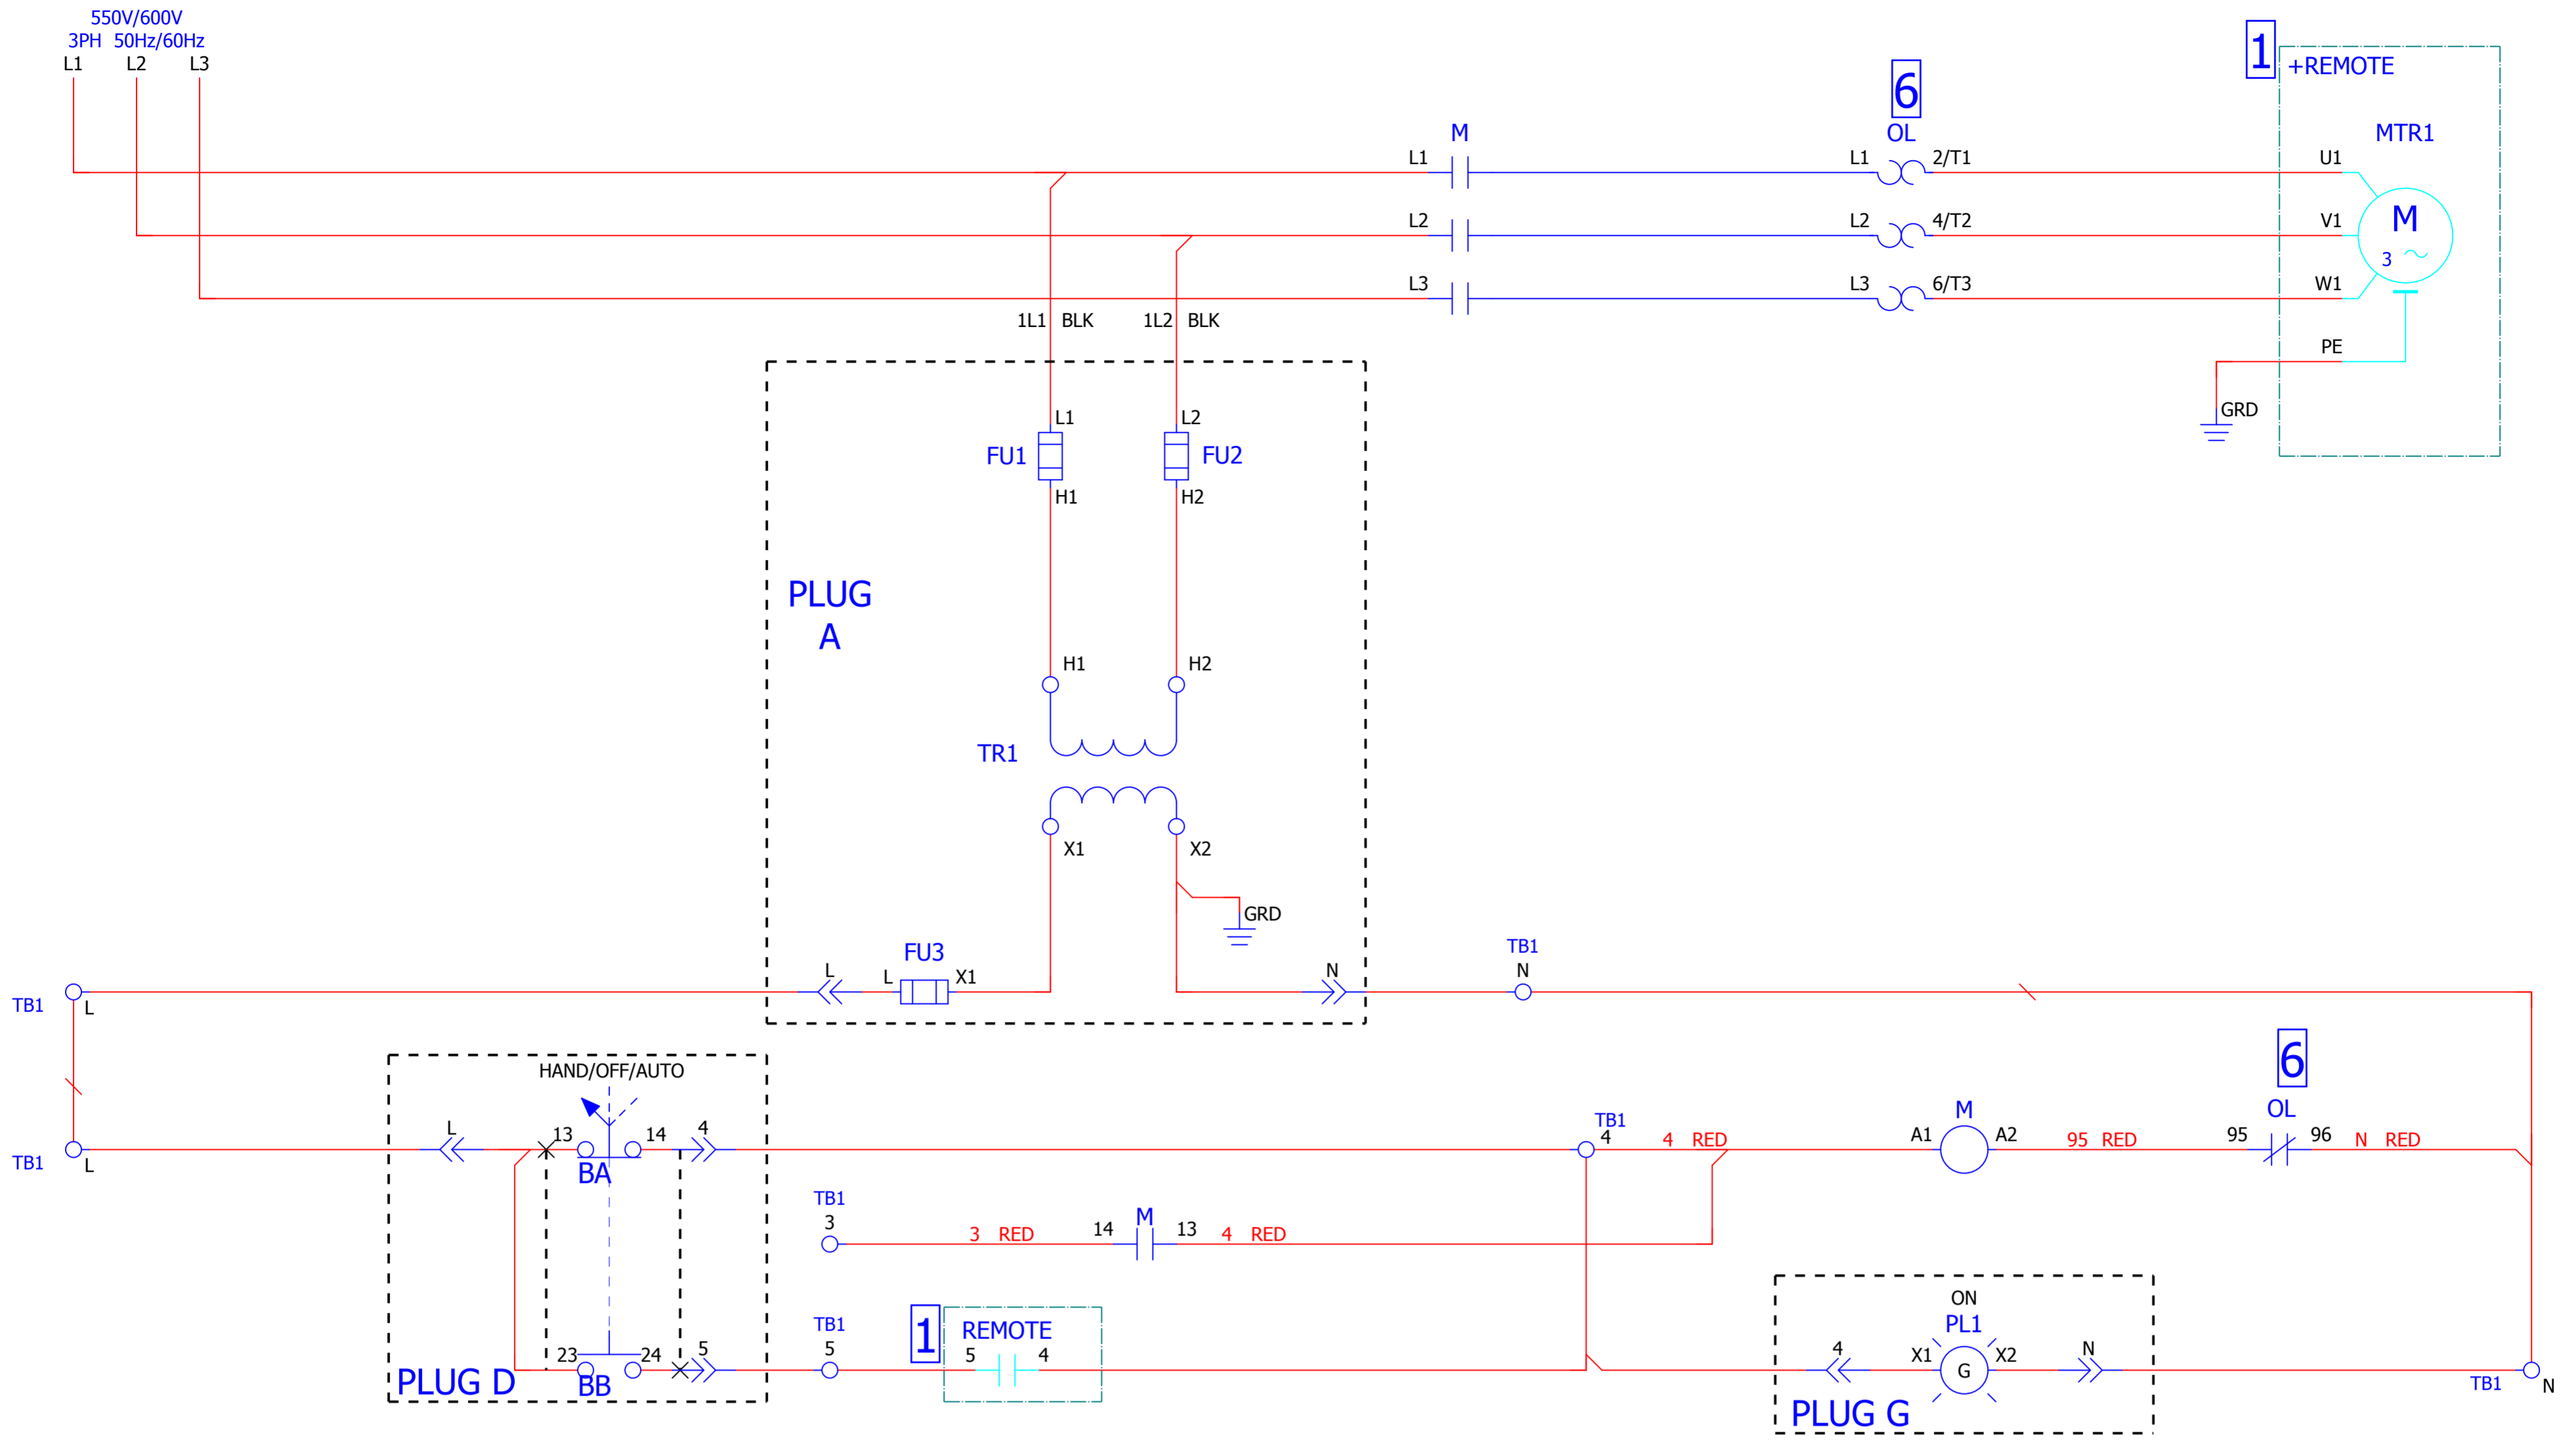 550V/600V
3PH 50Hz/60Hz
L1 L2 L3
1
+REMOTE
6
OL
M
MTR1
L1
L1 2/T1
U1
L2
L2 4/T2
V1
M
3
L3
L3 6/T3
W1
1L1 BLK
1L2 BLK
PE
GRD
L1
L2
FU1
FU2
H1
H2
PLUG
A
H1
H2
TR1
X1
X2
GRD
FU3
L
L X1
N
TB1
N
TB1
L
6
HAND/OFF/AUTO
OL
M
TB1
4
L
13 14
4
4 RED
A1 A2
95 RED
95 96
N RED
TB1
L
BA
TB1
3
3 RED
14
M
13
4 RED
TB1
5
1
REMOTE
5 4
ON
PL1
23 24
5
4
X1
G
X2
N
PLUG D
BB
TB1
N
PLUG G